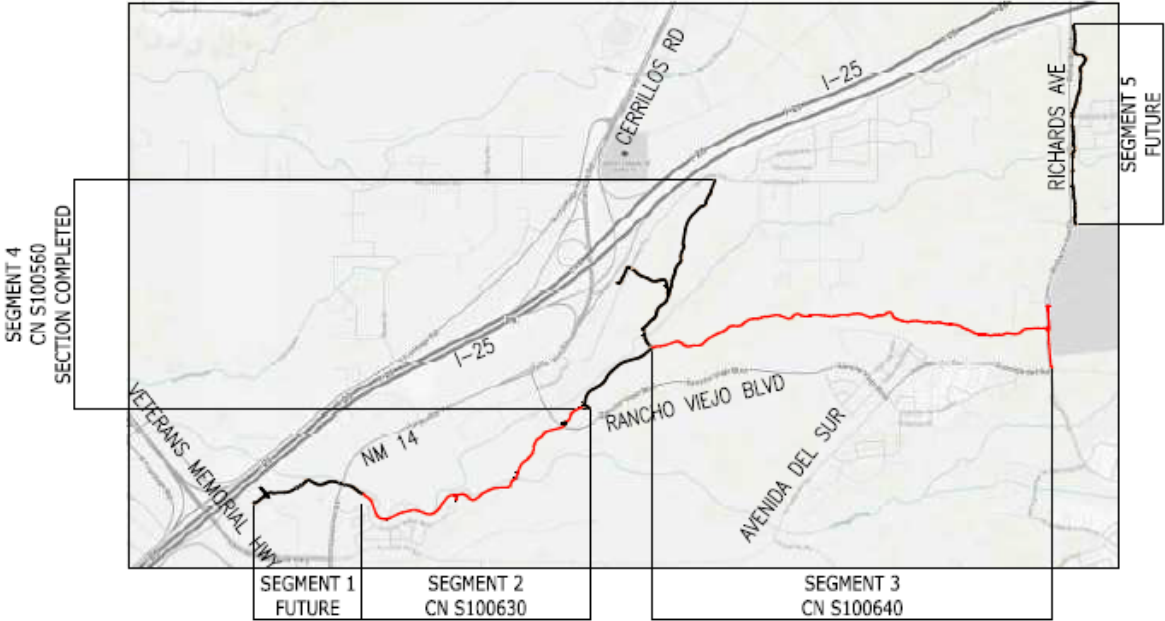 CERRILLOS RD
I-25
RICHARDS AVE
SEGMENT 5
FUTURE
SEGMENT 4
CN S100560
SECTION COMPLETED
I-25
VETERANS MEMORIAL HWY
NM 14
RANCHO VIEJO BLVD
AVENIDA DEL SUR
SEGMENT 1
FUTURE
SEGMENT 2
CN S100630
SEGMENT 3
CN S100640